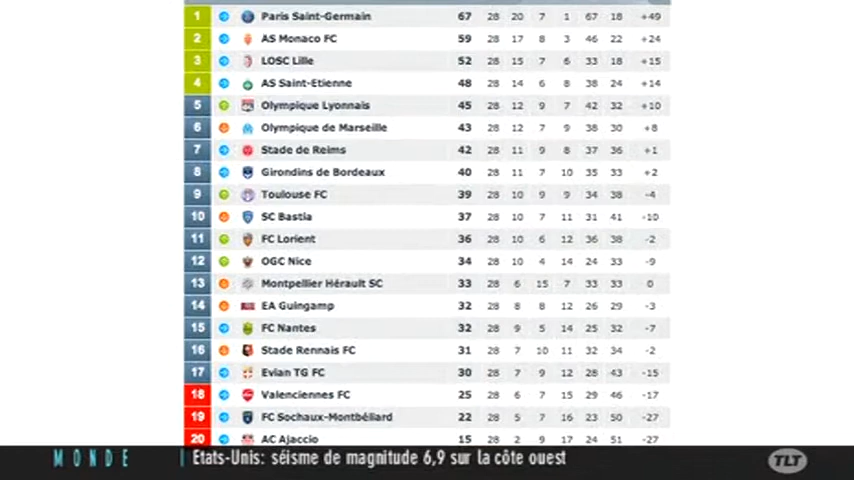 1 Paris Saint-Germain 67 28 20 7 1 67 18 +49
2 AS Monaco FC 59 28 17 8 3 46 22 +24
3 LOSC Lille 52 28 15 7 6 33 18 +15
4 AS Saint-Etienne 48 28 14 6 8 38 24 +14
5 Olympique Lyonnais 45 28 12 9 7 42 32 +10
6 Olympique de Marseille 43 28 12 7 9 38 30 +8
7 Stade de Reims 42 28 11 9 8 37 36 +1
8 Girondins de Bordeaux 40 28 11 7 10 35 33 +2
9 Toulouse FC 39 28 10 9 9 34 38 -4
10 SC Bastia 37 28 10 7 11 31 41 -10
11 FC Lorient 36 28 10 6 12 36 38 -2
12 OGC Nice 34 28 10 4 14 24 33 -9
13 Montpellier Hérault SC 33 28 6 15 7 33 33 0
14 EA Guingamp 32 28 8 8 12 26 29 -3
15 FC Nantes 32 28 9 5 14 25 32 -7
16 Stade Rennais FC 31 28 7 10 11 32 34 -2
17 Evian TG FC 30 28 7 9 12 28 43 -15
18 Valenciennes FC 25 28 6 7 15 29 46 -17
19 FC Sochaux-Montbéliard 22 28 5 7 16 23 50 -27
20 AC Ajaccio 15 28 2 9 17 24 51 -27
MONDE Etats-Unis: séisme de magnitude 6,9 sur la côte ouest TLT